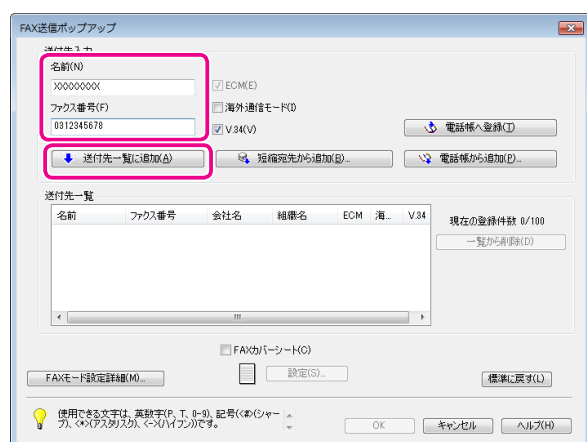 FAX送信ポップアップ
送付先入力
名前(N)
XXXXXXXX
ECM(E)
ファクス番号(F)
海外通信モード(I)
0312345678
V.34(V)
電話帳へ登録(T)
送付先一覧に追加(A)
短縮宛先から追加(B)...
電話帳から追加(P)...
送付先一覧
名前 ファクス番号 会社名 組織名 ECM 海... V.34
現在の登録件数 0/100
一覧から削除(D)
FAXカバーシート(C)
FAXモード設定詳細(M)...
設定(S)...
標準に戻す(L)
使用できる文字は、英数字(P、T、0-9)、記号(<#>(シャー
プ)、<*>(アスタリスク)、<->(ハイフン))です。
OK
キャンセル
ヘルプ(H)